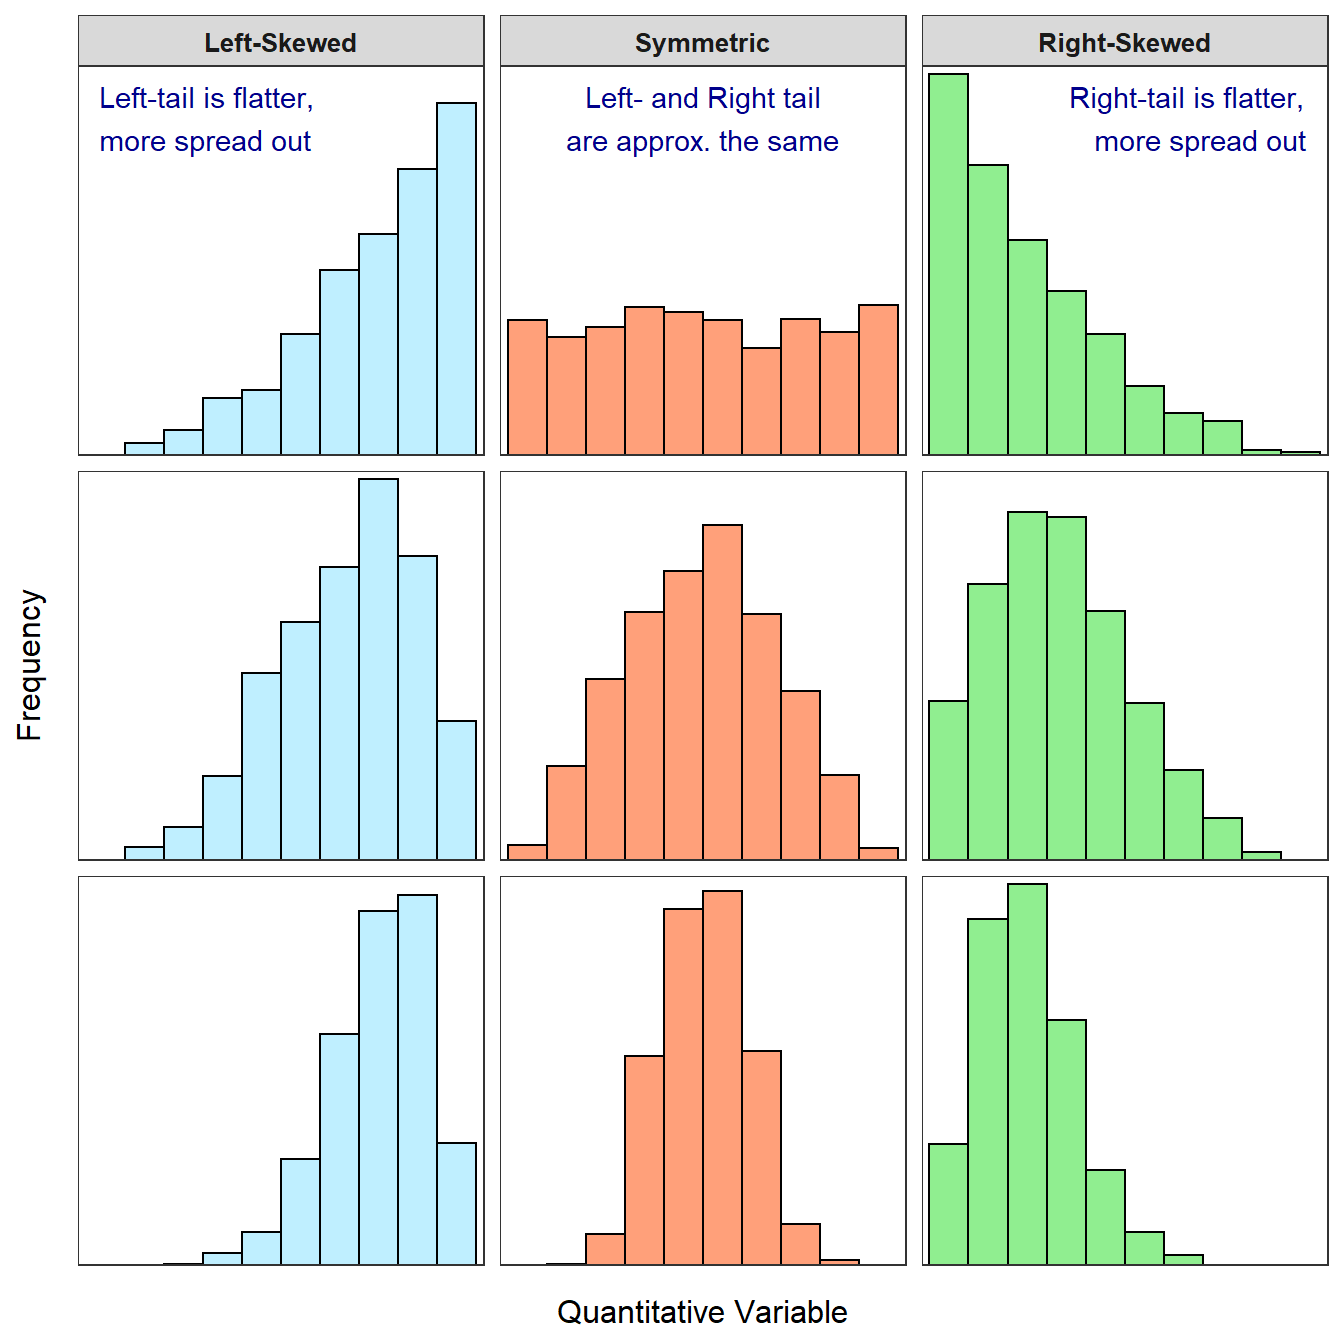 Left-Skewed
Symmetric
Right-Skewed
Left-tail is flatter,
more spread out
Left- and Right tail
are approx. the same
Right-tail is flatter,
more spread out
Frequency
Quantitative Variable